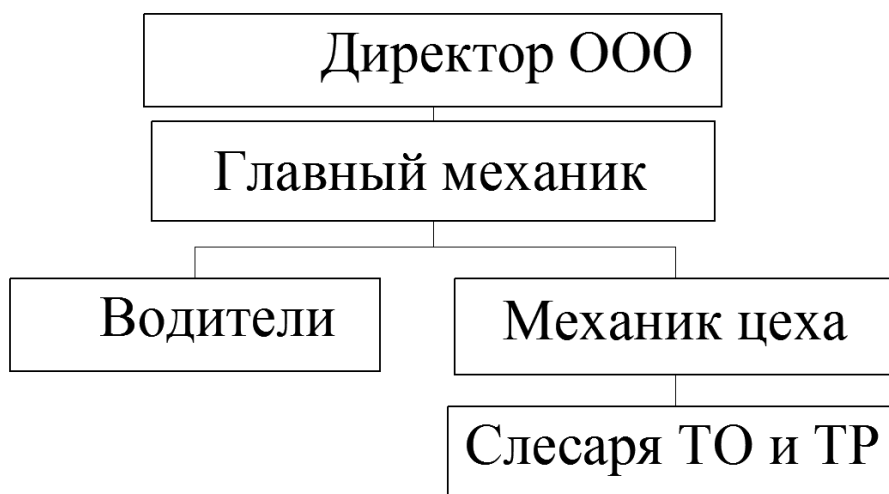 Директор ООО
Главный механик
Водители
Механик цеха
Слесаря ТО и ТР